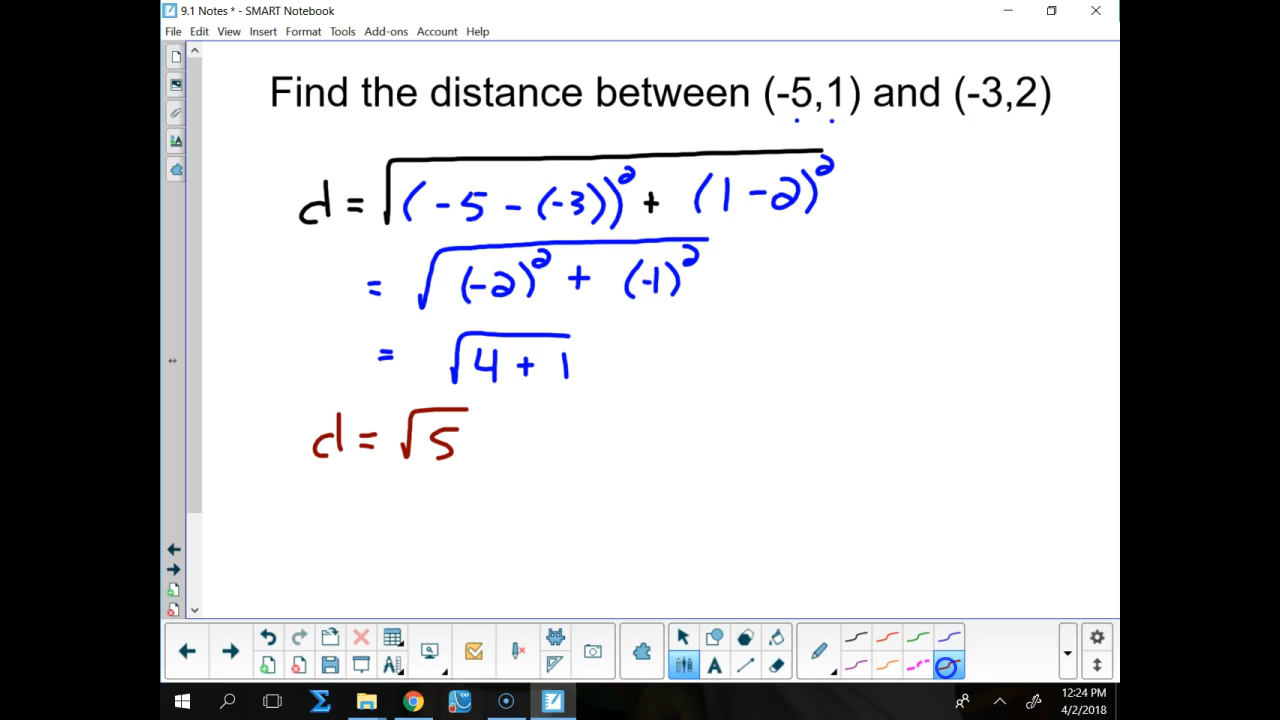 9.1 Notes * - SMART Notebook
File Edit View Insert Format Tools Add-ons Account Help
Find the distance between (-5,1) and (-3,2)
d = √((-5 - (-3))² + (1 - 2)²)
= √((-2)² + (-1)²)
= √(4 + 1)
d = √5
12:24 PM
4/2/2018